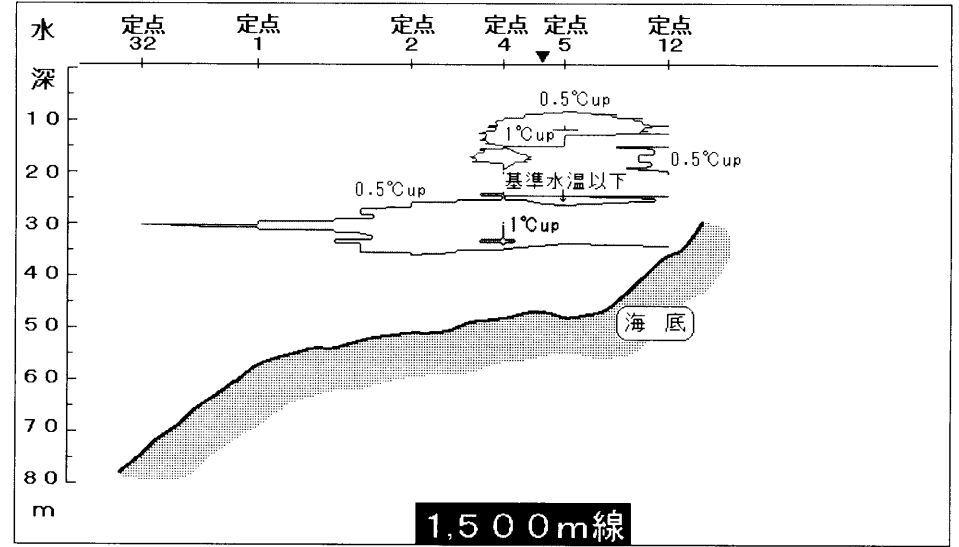 水深
定点 定点 定点 定点 定点 定点
32 1 2 4 ▼ 5 12
0.5℃up
10
1℃up
0.5℃up
20
基準水温以下
0.5℃up
30
1℃up
40
50
海 底
60
70
80
m
1,500m線